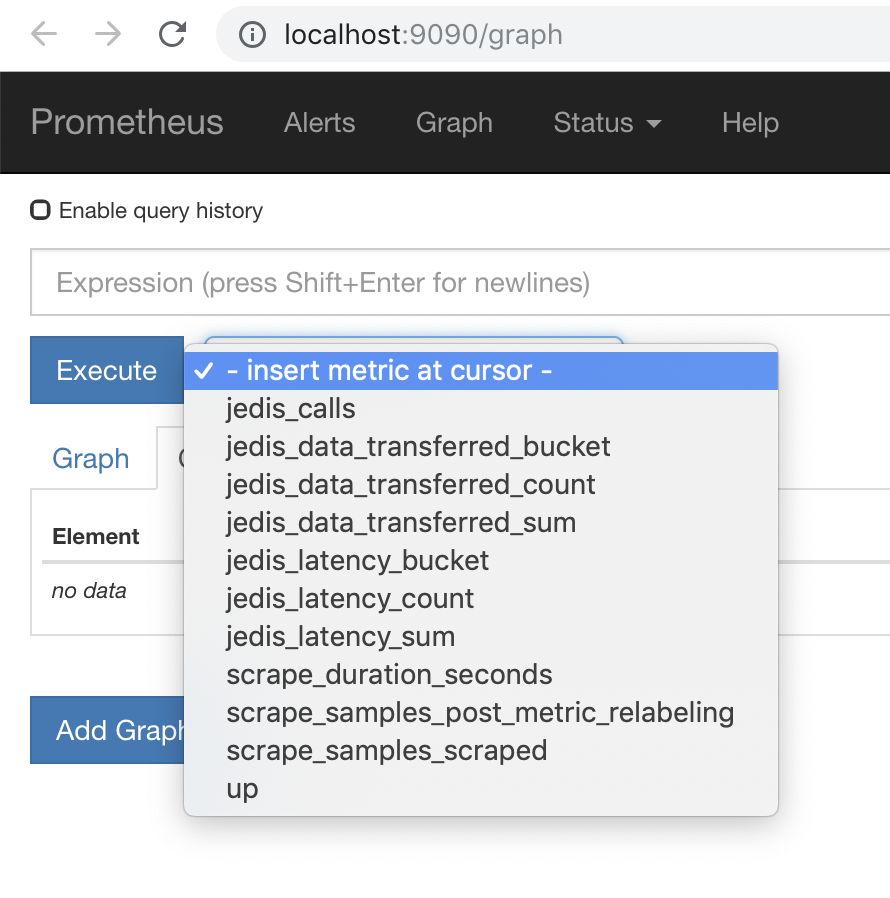 localhost:9090/graph
Prometheus Alerts Graph Status Help
Enable query history
Expression (press Shift+Enter for newlines)
Execute
- insert metric at cursor -
jedis_calls
jedis_data_transferred_bucket
Graph
jedis_data_transferred_count
jedis_data_transferred_sum
Element
jedis_latency_bucket
no data
jedis_latency_count
jedis_latency_sum
scrape_duration_seconds
scrape_samples_post_metric_relabeling
Add Graph
scrape_samples_scraped
up